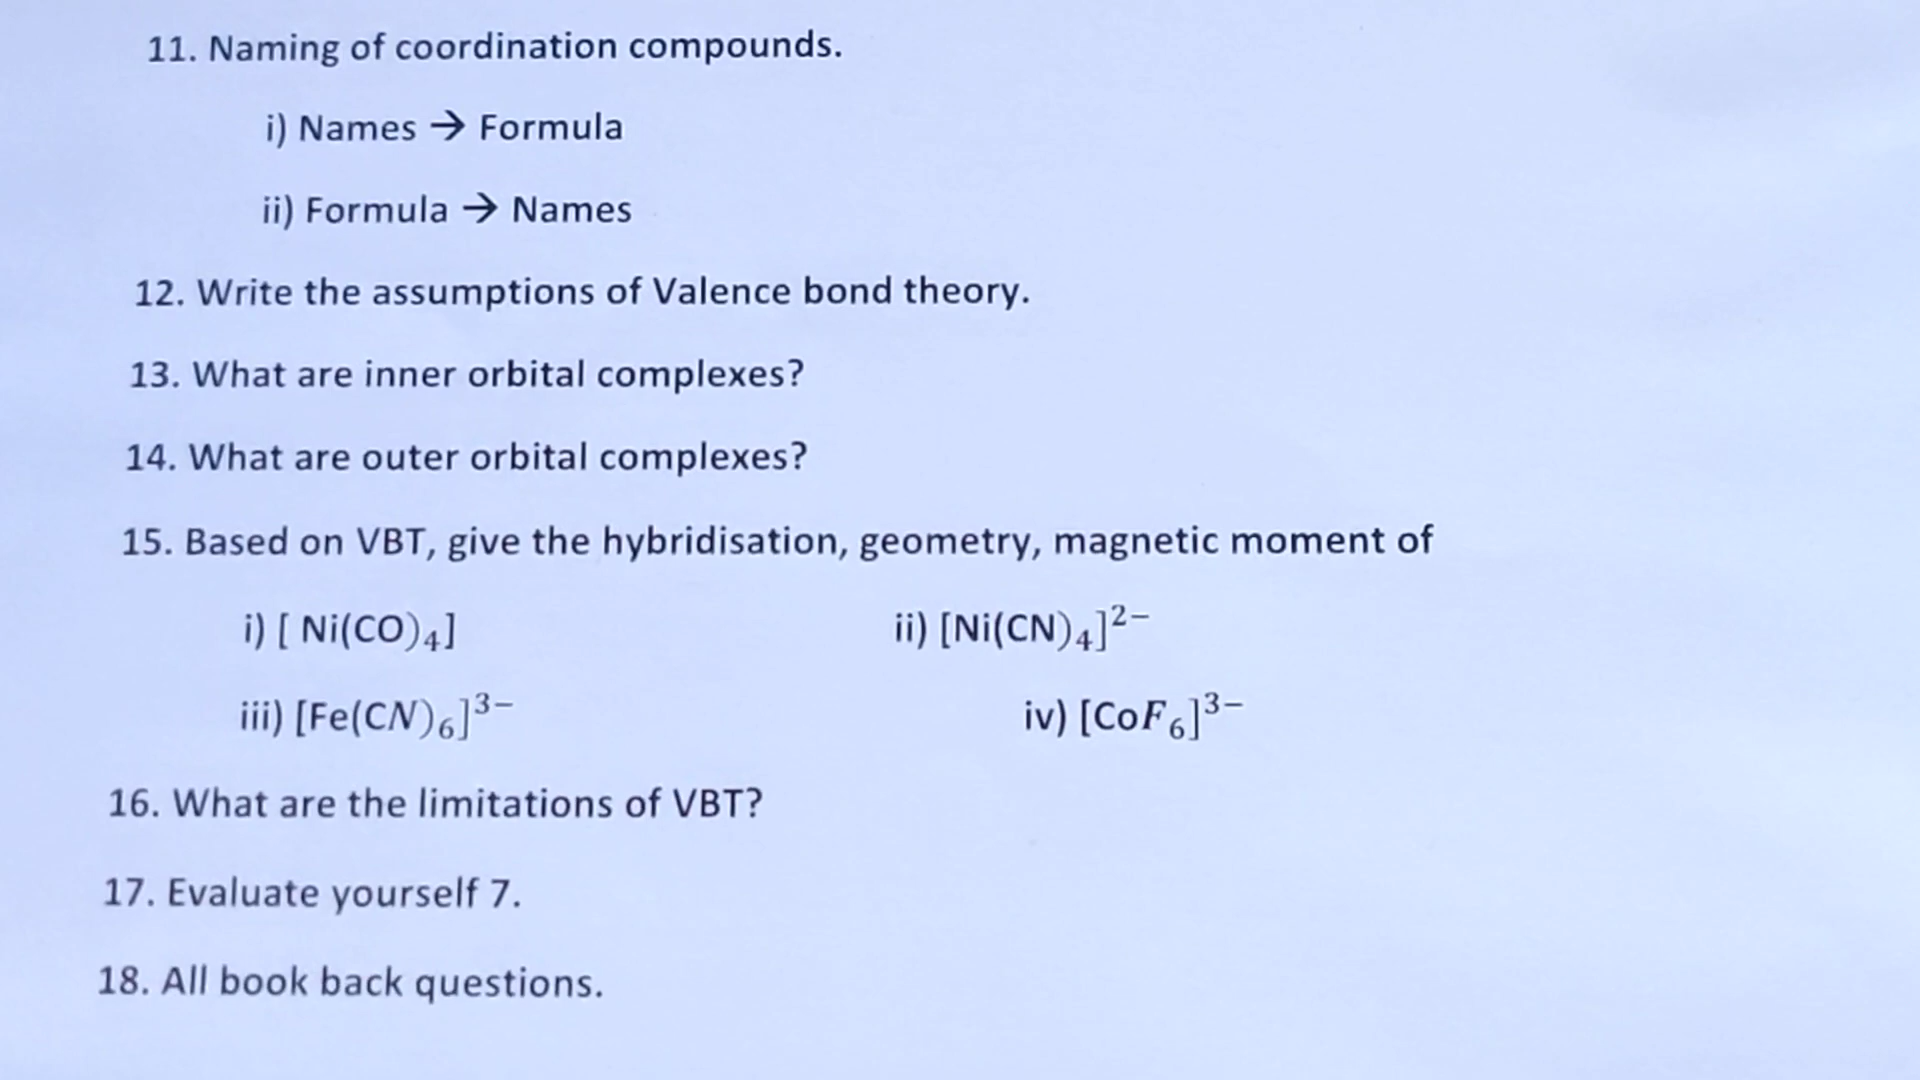 11. Naming of coordination compounds.
i) Names → Formula
ii) Formula → Names
12. Write the assumptions of Valence bond theory.
13. What are inner orbital complexes?
14. What are outer orbital complexes?
15. Based on VBT, give the hybridisation, geometry, magnetic moment of
i) [ Ni(CO)₄] ii) [Ni(CN)₄]²⁻
iii) [Fe(CN)₆]³⁻ iv) [CoF₆]³⁻
16. What are the limitations of VBT?
17. Evaluate yourself 7.
18. All book back questions.